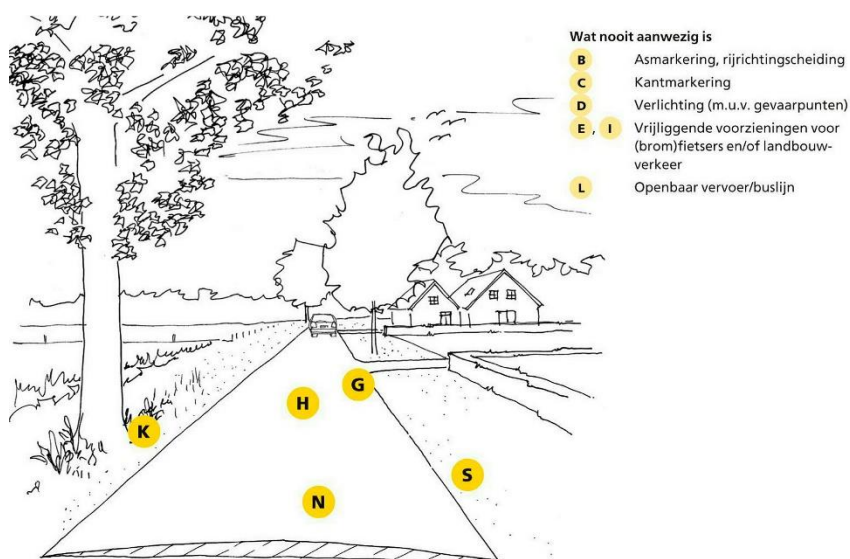 Wat nooit aanwezig is
B Asmarkering, rijrichtingscheiding
C Kantmarkering
D Verlichting (m.u.v. gevaarpunten)
E, I Vrijliggende voorzieningen voor
(brom)fietsers en/of landbouw-
verkeer
L Openbaar vervoer/buslijn
G
H
K
S
N